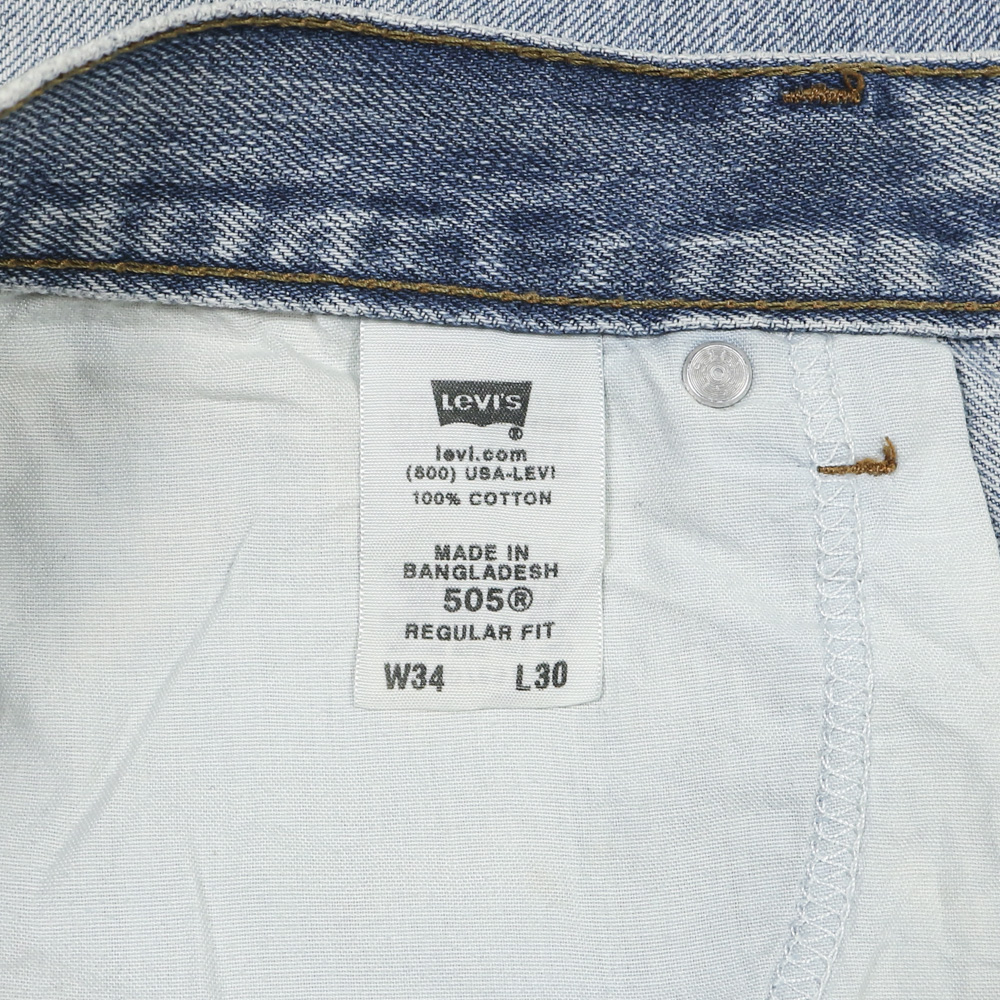 LEVI'S
®
levi.com
(800) USA-LEVI
100% COTTON
MADE IN
BANGLADESH
505®
REGULAR FIT
W34 L30